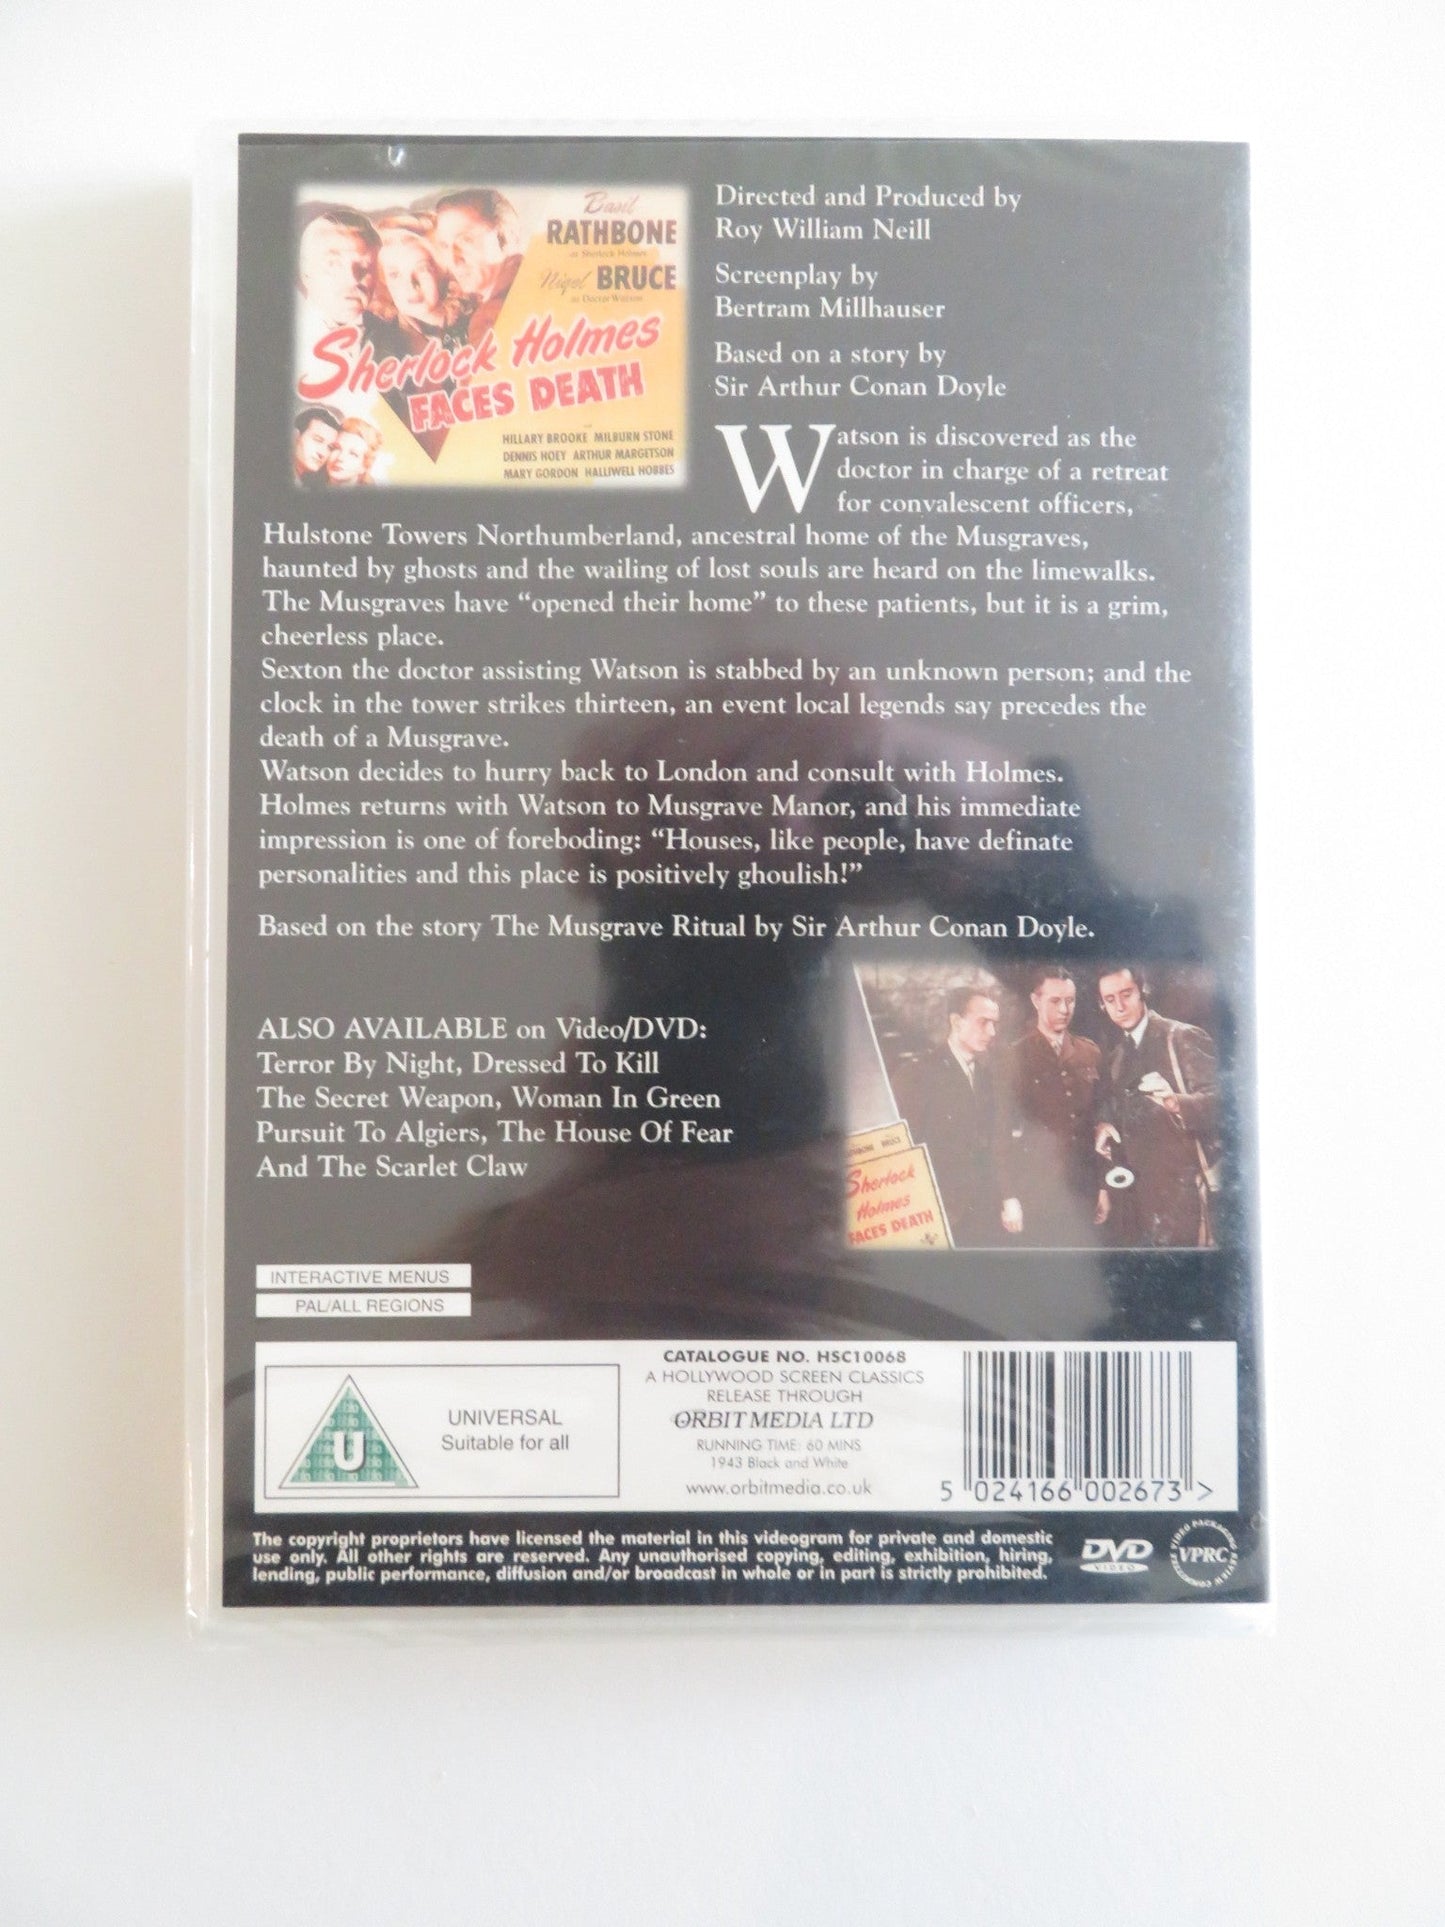 Basil
RATHBONE
as Sherlock Holmes
Nigel BRUCE
as Doctor Watson
Sherlock Holmes
FACES DEATH
HILLARY BROOKE MILBURN STONE
DENNIS HOEY ARTHUR MARGETSON
MARY GORDON HALLIWELL HOBBES
Directed and Produced by
Roy William Neill
Screenplay by
Bertram Millhauser
Based on a story by
Sir Arthur Conan Doyle
Watson is discovered as the
doctor in charge of a retreat
for convalescent officers,
Hulstone Towers Northumberland, ancestral home of the Musgraves,
haunted by ghosts and the wailing of lost souls are heard on the limewalks.
The Musgraves have “opened their home” to these patients, but it is a grim,
cheerless place.
Sexton the doctor assisting Watson is stabbed by an unknown person; and the
clock in the tower strikes thirteen, an event local legends say precedes the
death of a Musgrave.
Watson decides to hurry back to London and consult with Holmes.
Holmes returns with Watson to Musgrave Manor, and his immediate
impression is one of foreboding: “Houses, like people, have definate
personalities and this place is positively ghoulish!”
Based on the story The Musgrave Ritual by Sir Arthur Conan Doyle.
ALSO AVAILABLE on Video/DVD:
Terror By Night, Dressed To Kill
The Secret Weapon, Woman In Green
Pursuit To Algiers, The House Of Fear
And The Scarlet Claw
BRUCE
Sherlock
Holmes
FACES DEATH
INTERACTIVE MENUS
PAL/ALL REGIONS
U
UNIVERSAL
Suitable for all
CATALOGUE NO. HSC10068
A HOLLYWOOD SCREEN CLASSICS
RELEASE THROUGH
ORBIT MEDIA LTD
RUNNING TIME: 60 MINS
1943 Black and White
www.orbitmedia.co.uk
5 024166 002673 >
The copyright proprietors have licensed the material in this videogram for private and domestic
use only. All other rights are reserved. Any unauthorised copying, editing, exhibition, hiring,
lending, public performance, diffusion and/or broadcast in whole or in part is strictly prohibited.
DVD
VIDEO
VIDEO PACKAGING REVIEW COMMITTEE
VPRC